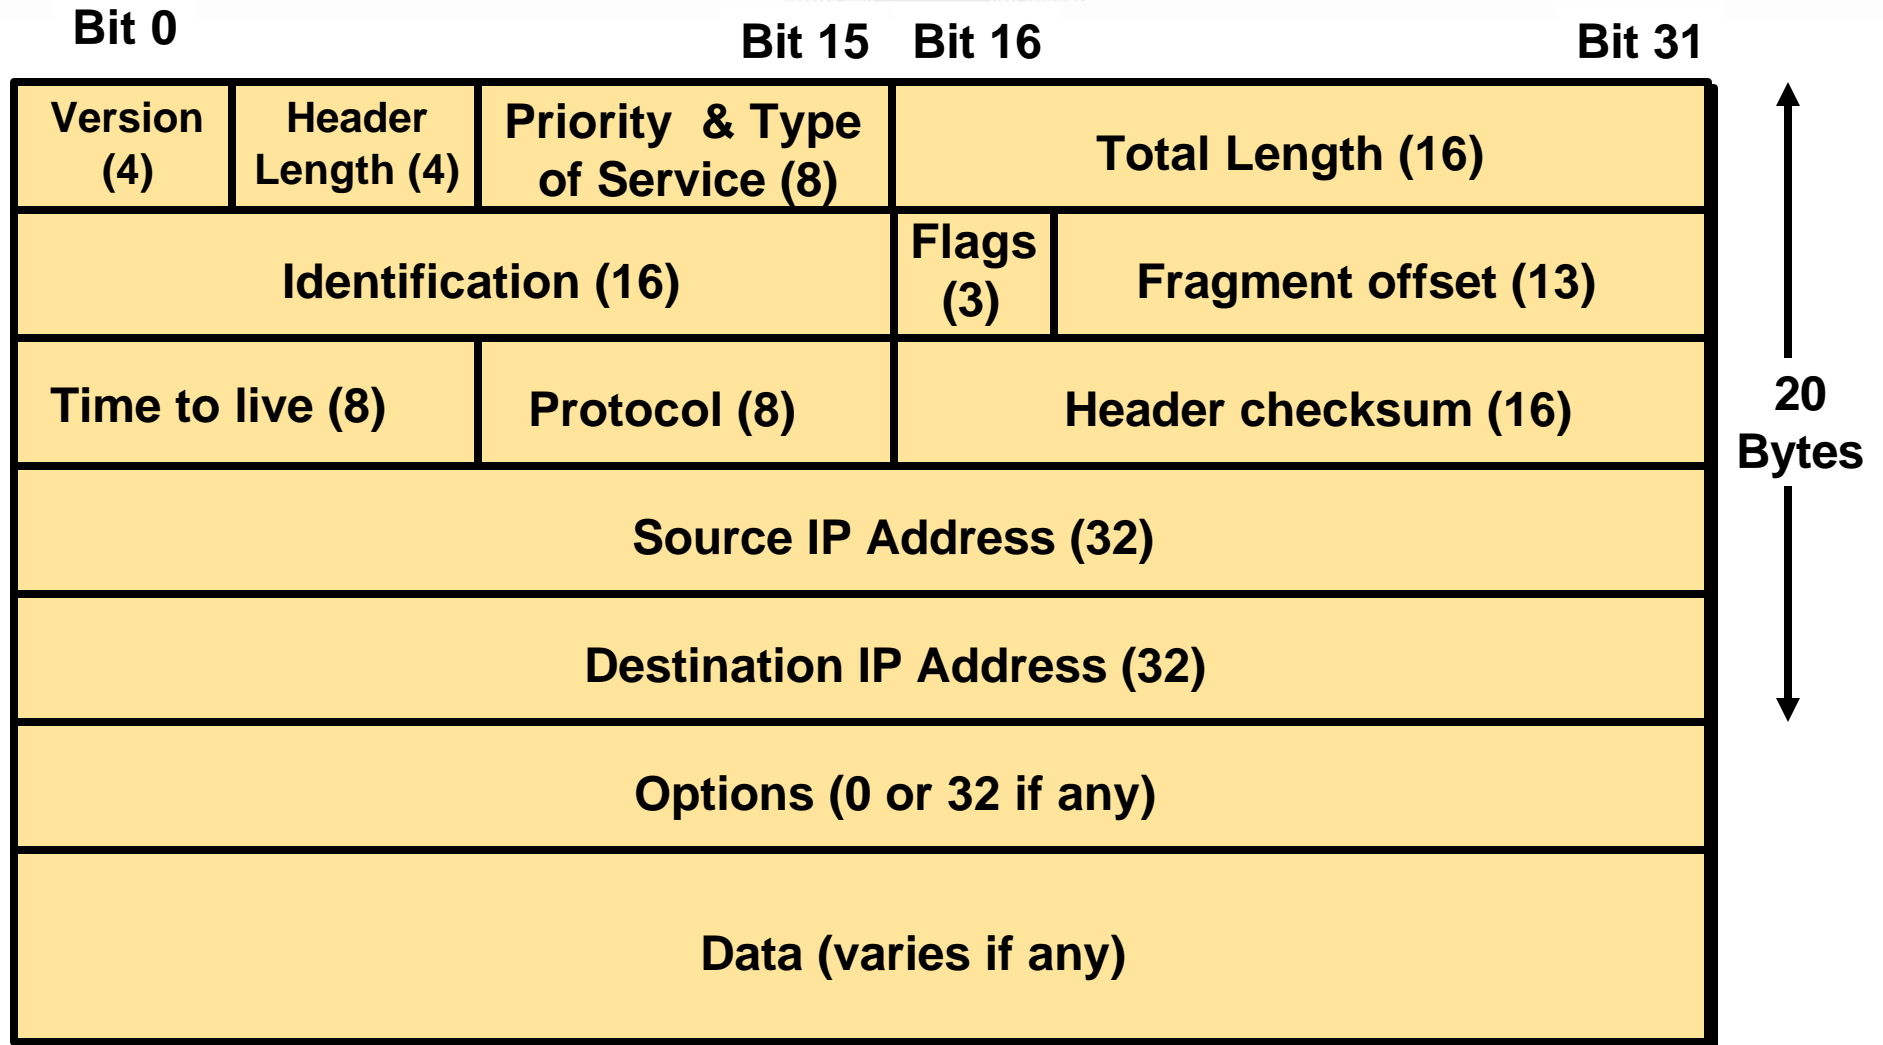 Bit 0
Bit 15 Bit 16 Bit 31
Version
(4)
Header
Length (4)
Priority & Type
of Service (8)
Total Length (16)
Identification (16)
Flags
(3)
Fragment offset (13)
Time to live (8)
Protocol (8)
Header checksum (16)
20
Bytes
Source IP Address (32)
Destination IP Address (32)
Options (0 or 32 if any)
Data (varies if any)